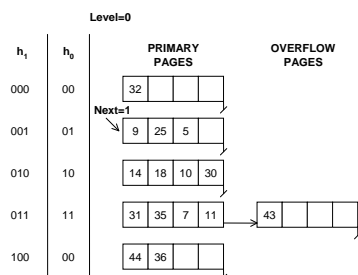 Level=0
h1 h0 PRIMARY PAGES OVERFLOW PAGES
000 00 32
Next=1
001 01 9 25 5
010 10 14 18 10 30
011 11 31 35 7 11 43
100 00 44 36